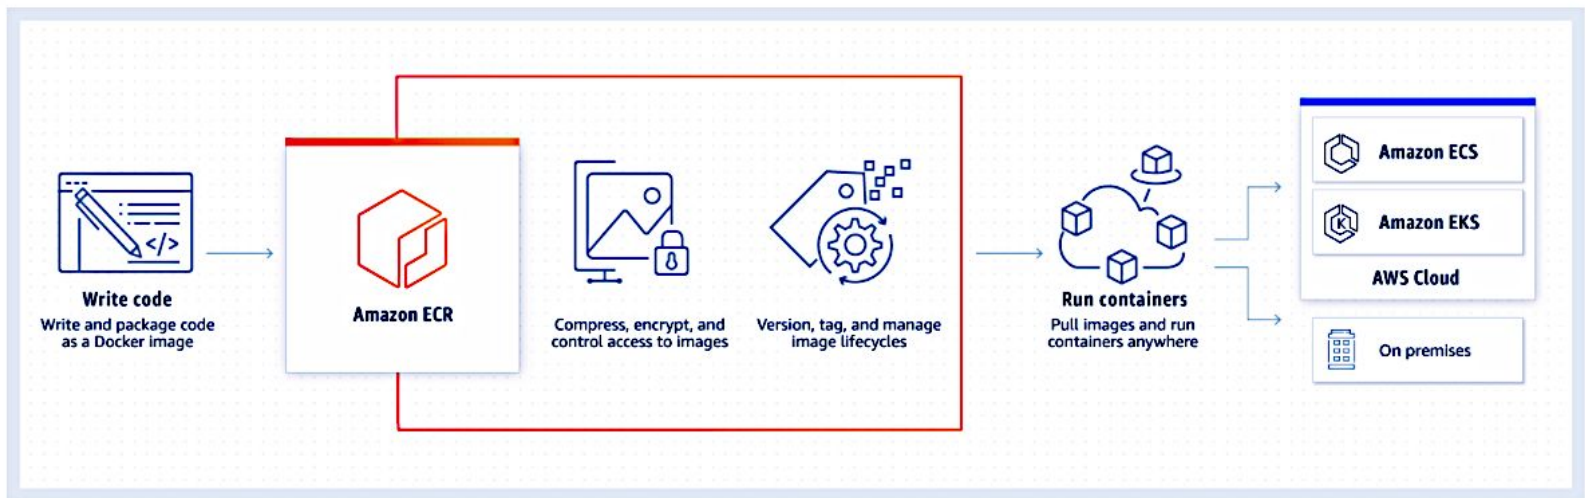 </>
Write code
Write and package code
as a Docker image
Amazon ECR
Compress, encrypt, and
control access to images
Version, tag, and manage
image lifecycles
Run containers
Pull images and run
containers anywhere
Amazon ECS
K
Amazon EKS
AWS Cloud
On premises